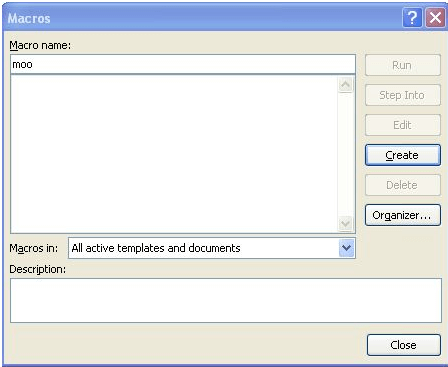 Macros
Macro name:
moo
Run
Step Into
Edit
Create
Delete
Organizer...
Macros in: All active templates and documents
Description:
Close